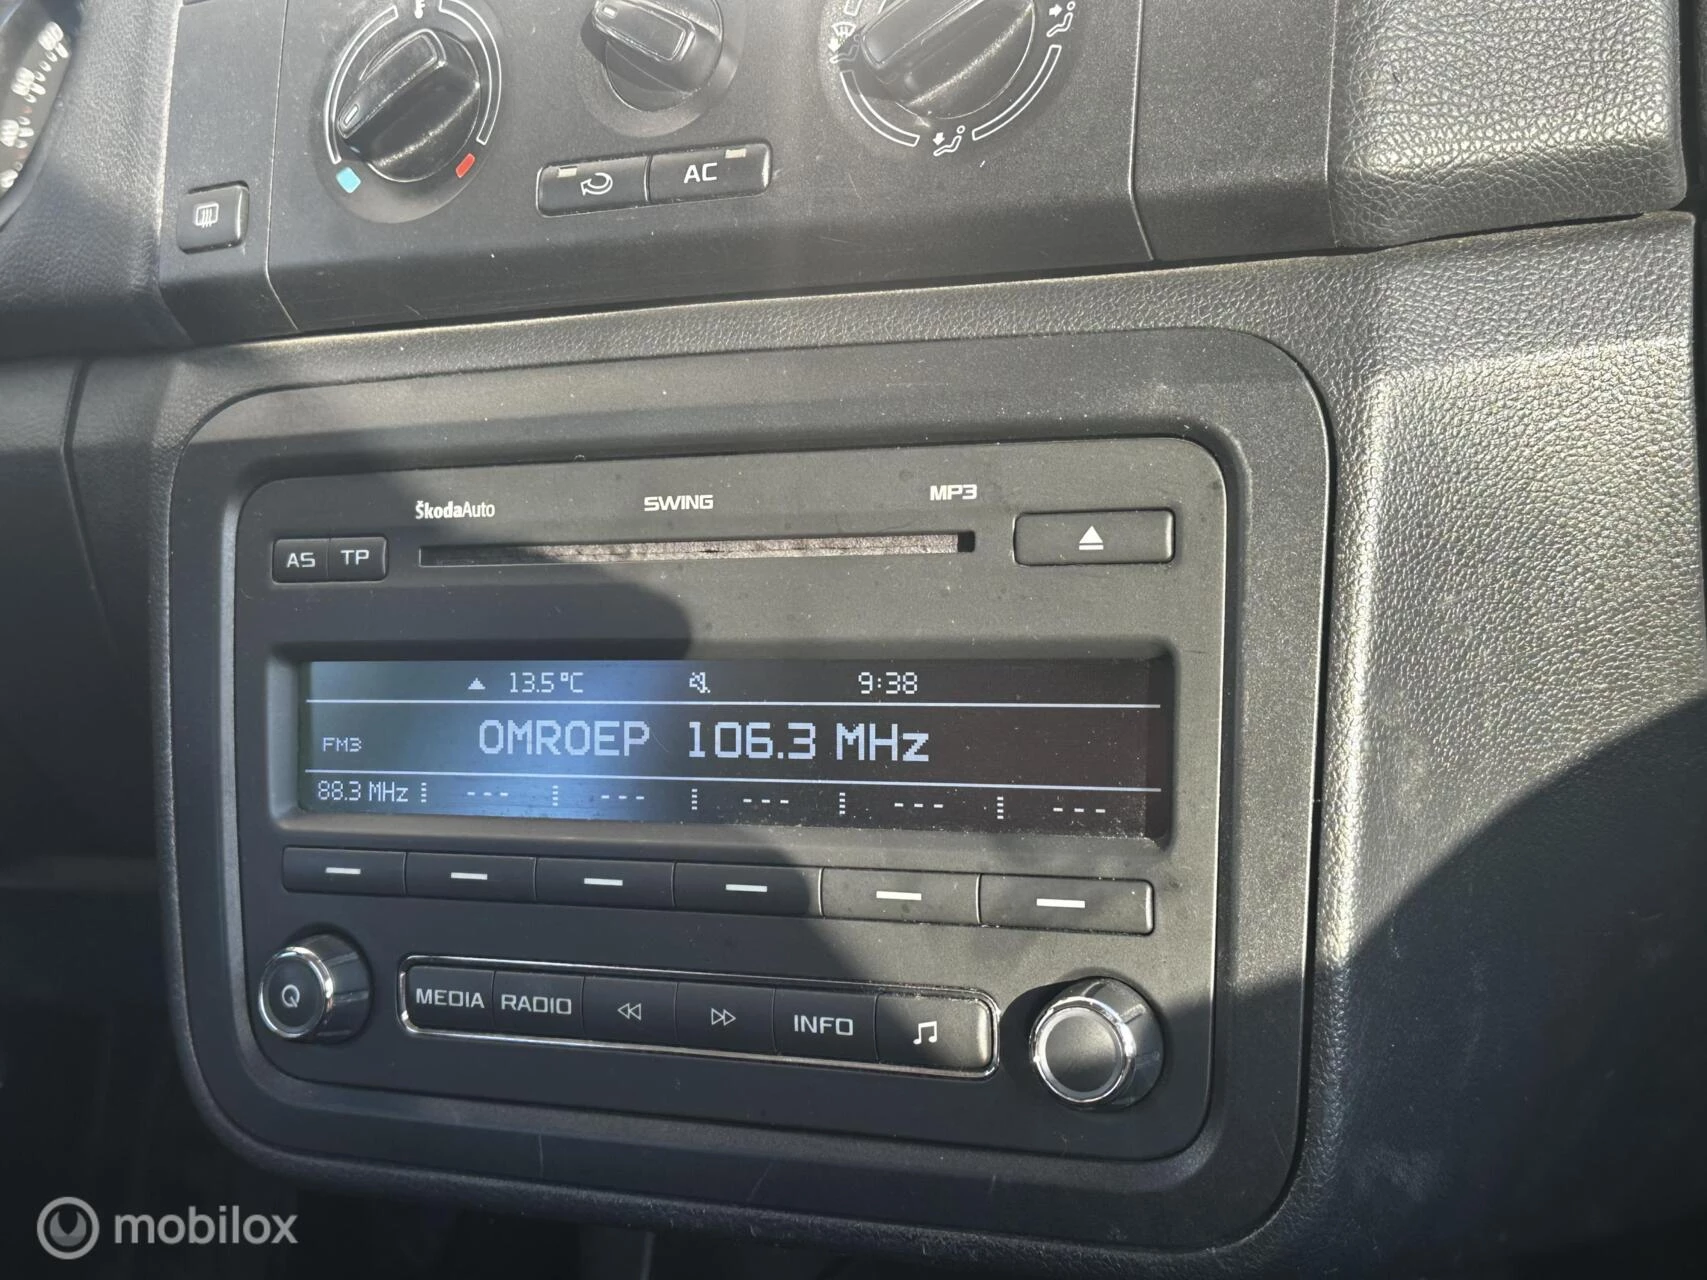 AC
ŠkodaAuto
SWING
MP3
AS
TP
13.5°C
9:38
FM3
OMROEP 106.3 MHz
88.3 MHz
--- --- --- --- ---
MEDIA
RADIO
INFO
mobilox